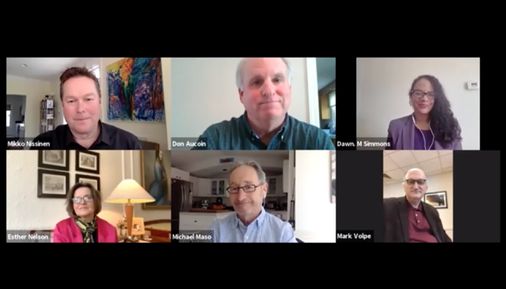 Mikko Nissinen
Don Aucoin
Dawn. M Simmons
Esther Nelson
Michael Maso
Mark Volpe